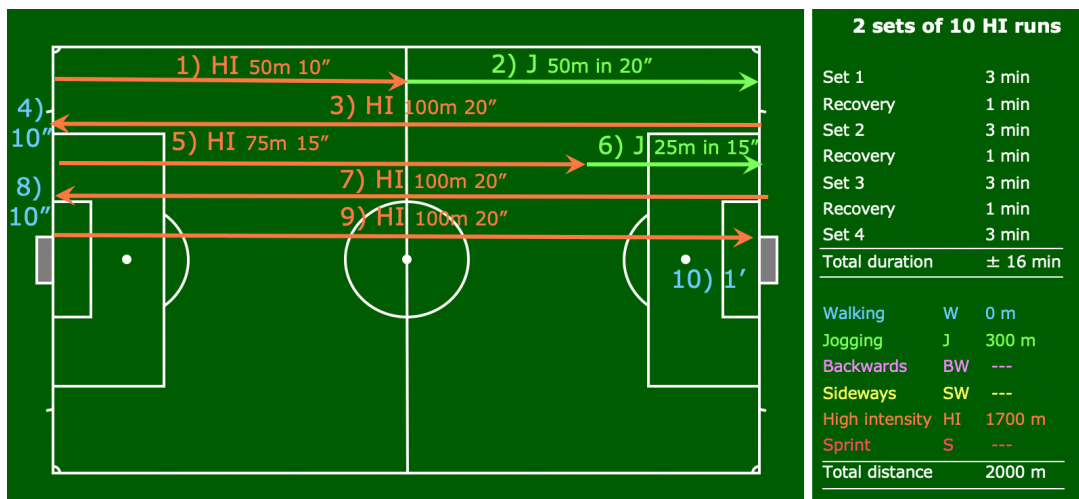 1) HI 50m 10”
2) J 50m in 20”
3) HI 100m 20”
4)
10”
5) HI 75m 15”
6) J 25m in 15”
7) HI 100m 20”
8)
10”
9) HI 100m 20”
10) 1’
2 sets of 10 HI runs
Set 1 3 min
Recovery 1 min
Set 2 3 min
Recovery 1 min
Set 3 3 min
Recovery 1 min
Set 4 3 min
Total duration ± 16 min
Walking W 0 m
Jogging J 300 m
Backwards BW ---
Sideways SW ---
High intensity HI 1700 m
Sprint S ---
Total distance 2000 m